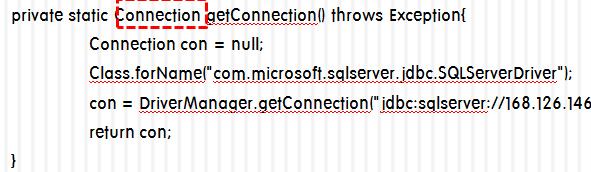 private static Connection getConnection() throws Exception{
Connection con = null;
Class.forName("com.microsoft.sqlserver.jdbc.SQLServerDriver");
con = DriverManager.getConnection("jdbc:sqlserver://168.126.146
return con;
}